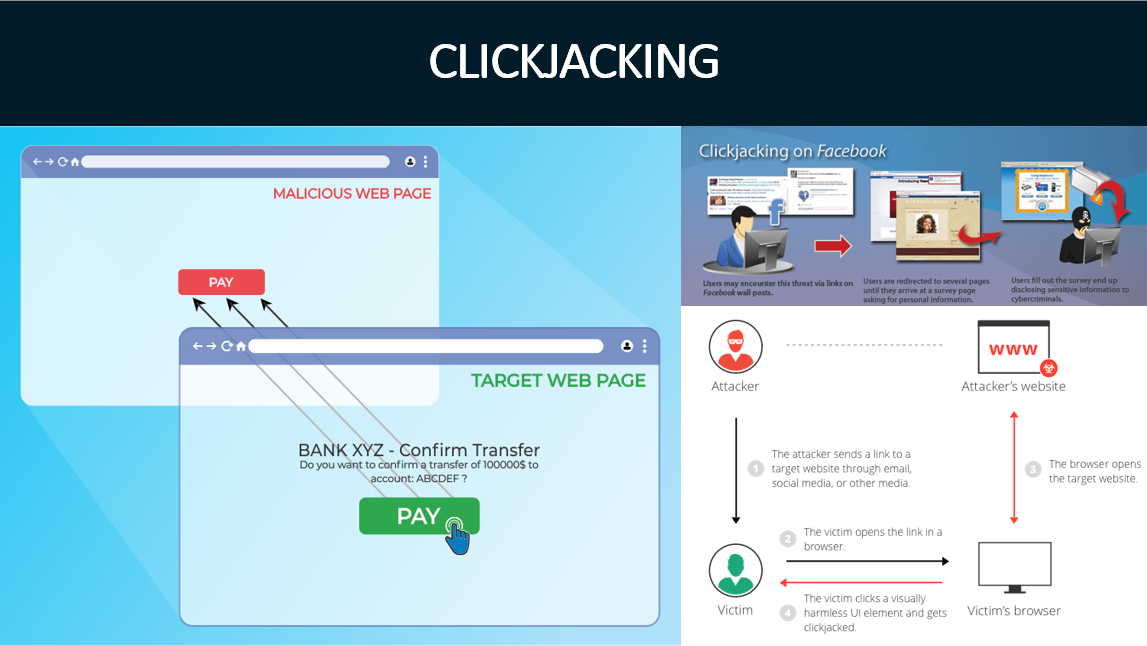 CLICKJACKING
MALICIOUS WEB PAGE
PAY
TARGET WEB PAGE
BANK XYZ - Confirm Transfer
Do you want to confirm a transfer of 100000$ to
account: ABCDEF ?
PAY
Clickjacking on Facebook
f
Users may encounter this threat via links on
Facebook wall posts.
Users are redirected to several pages
until they arrive at a survey page
asking for personal information.
Users fill out the survey end up
disclosing sensitive information to
cybercriminals.
Attacker
www
Attacker's website
1
The attacker sends a link to a
target website through email,
social media, or other media.
3
The browser opens
the target website.
2
The victim opens the link in a
browser.
Victim
4
The victim clicks a visually
harmless UI element and gets
clickjacked.
Victim's browser